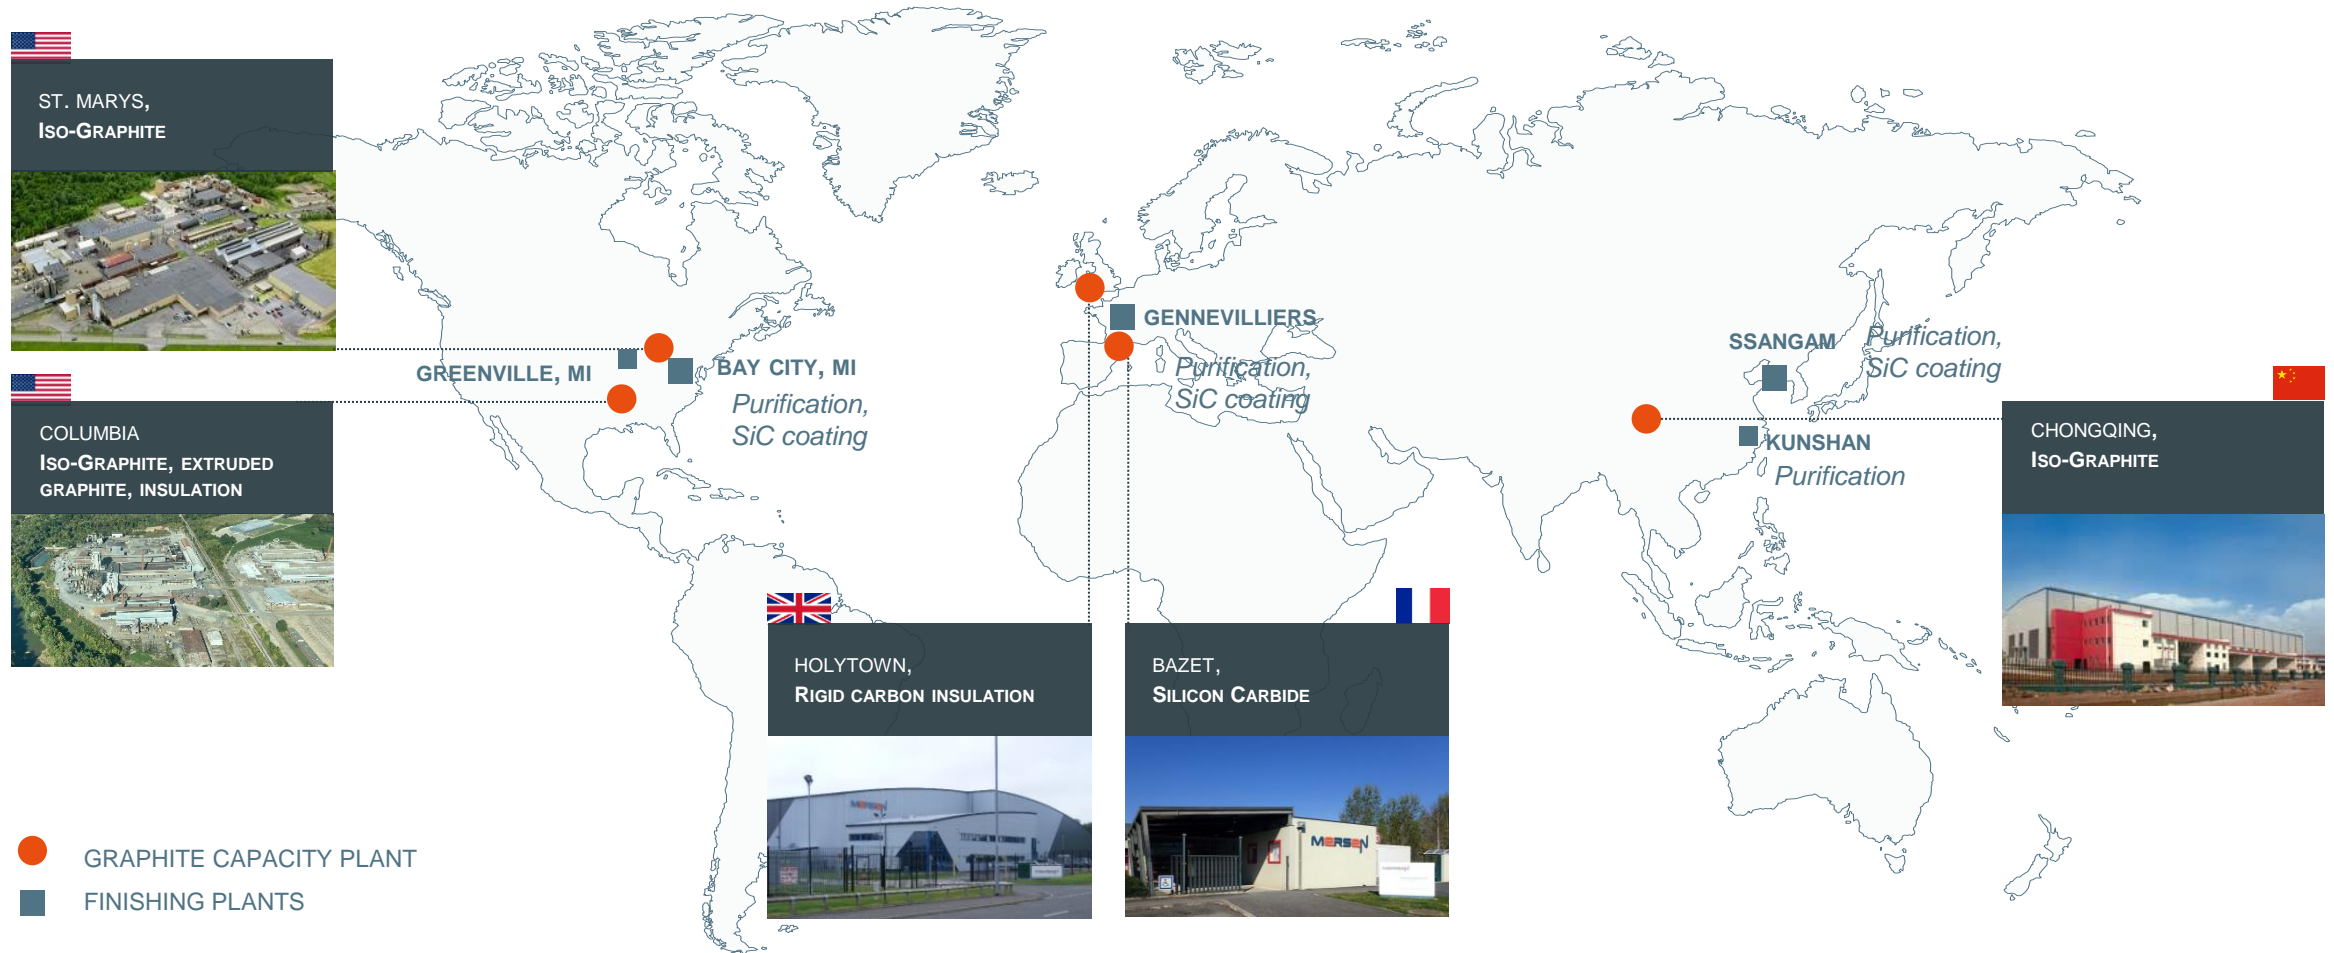 ST. MARYS,
ISO-GRAPHITE
COLUMBIA
ISO-GRAPHITE, EXTRUDED
GRAPHITE, INSULATION
GREENVILLE, MI
BAY CITY, MI
Purification,
SiC coating
GENNEVILLIERS
Purification,
SiC coating
SSANGAM
Purification,
SiC coating
KUNSHAN
Purification
CHONGQING,
ISO-GRAPHITE
HOLYTOWN,
RIGID CARBON INSULATION
MERSEN
BAZET,
SILICON CARBIDE
MERSEN
GRAPHITE CAPACITY PLANT
FINISHING PLANTS